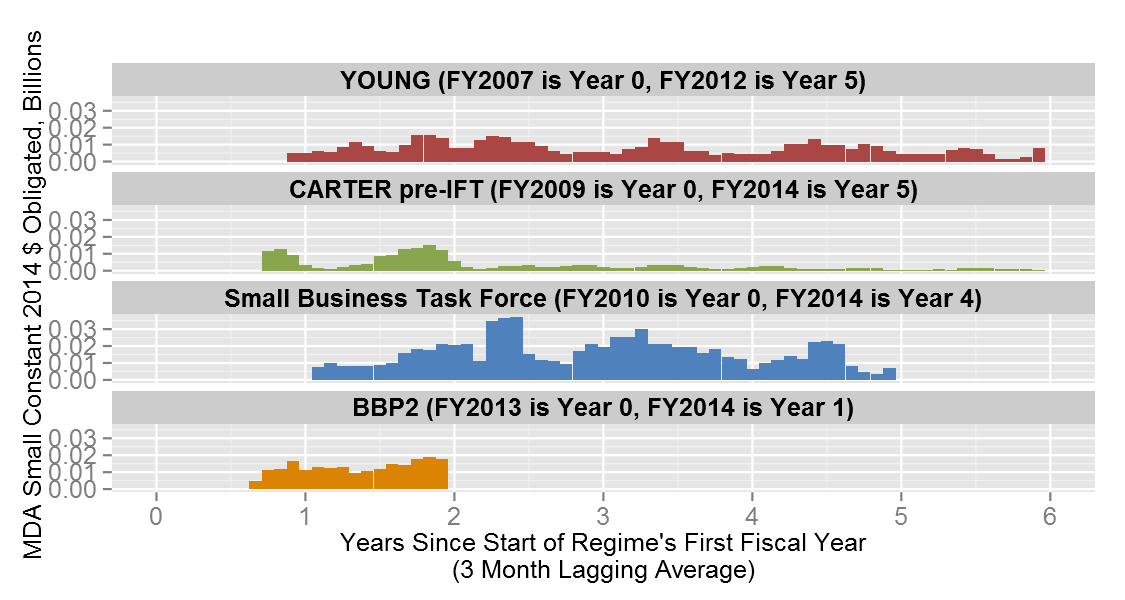 MDA Small Constant 2014 $ Obligated, Billions
YOUNG (FY2007 is Year 0, FY2012 is Year 5)
0.03
0.02
0.01
0.00
CARTER pre-IFT (FY2009 is Year 0, FY2014 is Year 5)
0.03
0.02
0.01
0.00
Small Business Task Force (FY2010 is Year 0, FY2014 is Year 4)
0.03
0.02
0.01
0.00
BBP2 (FY2013 is Year 0, FY2014 is Year 1)
0.03
0.02
0.01
0.00
0 1 2 3 4 5 6
Years Since Start of Regime's First Fiscal Year
(3 Month Lagging Average)